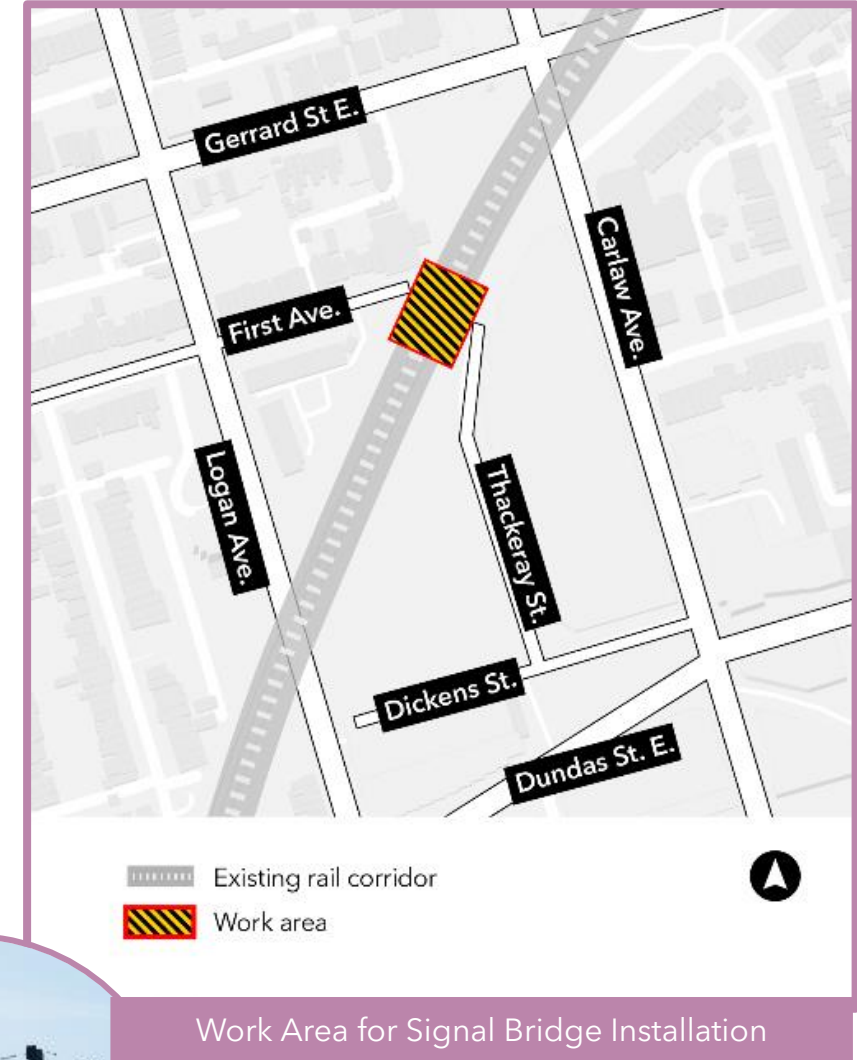 Gerrard St E.
Carlaw Ave.
First Ave.
Logan Ave.
Thackeray St.
Dickens St.
Dundas St. E.
Existing rail corridor
Work area
Work Area for Signal Bridge Installation